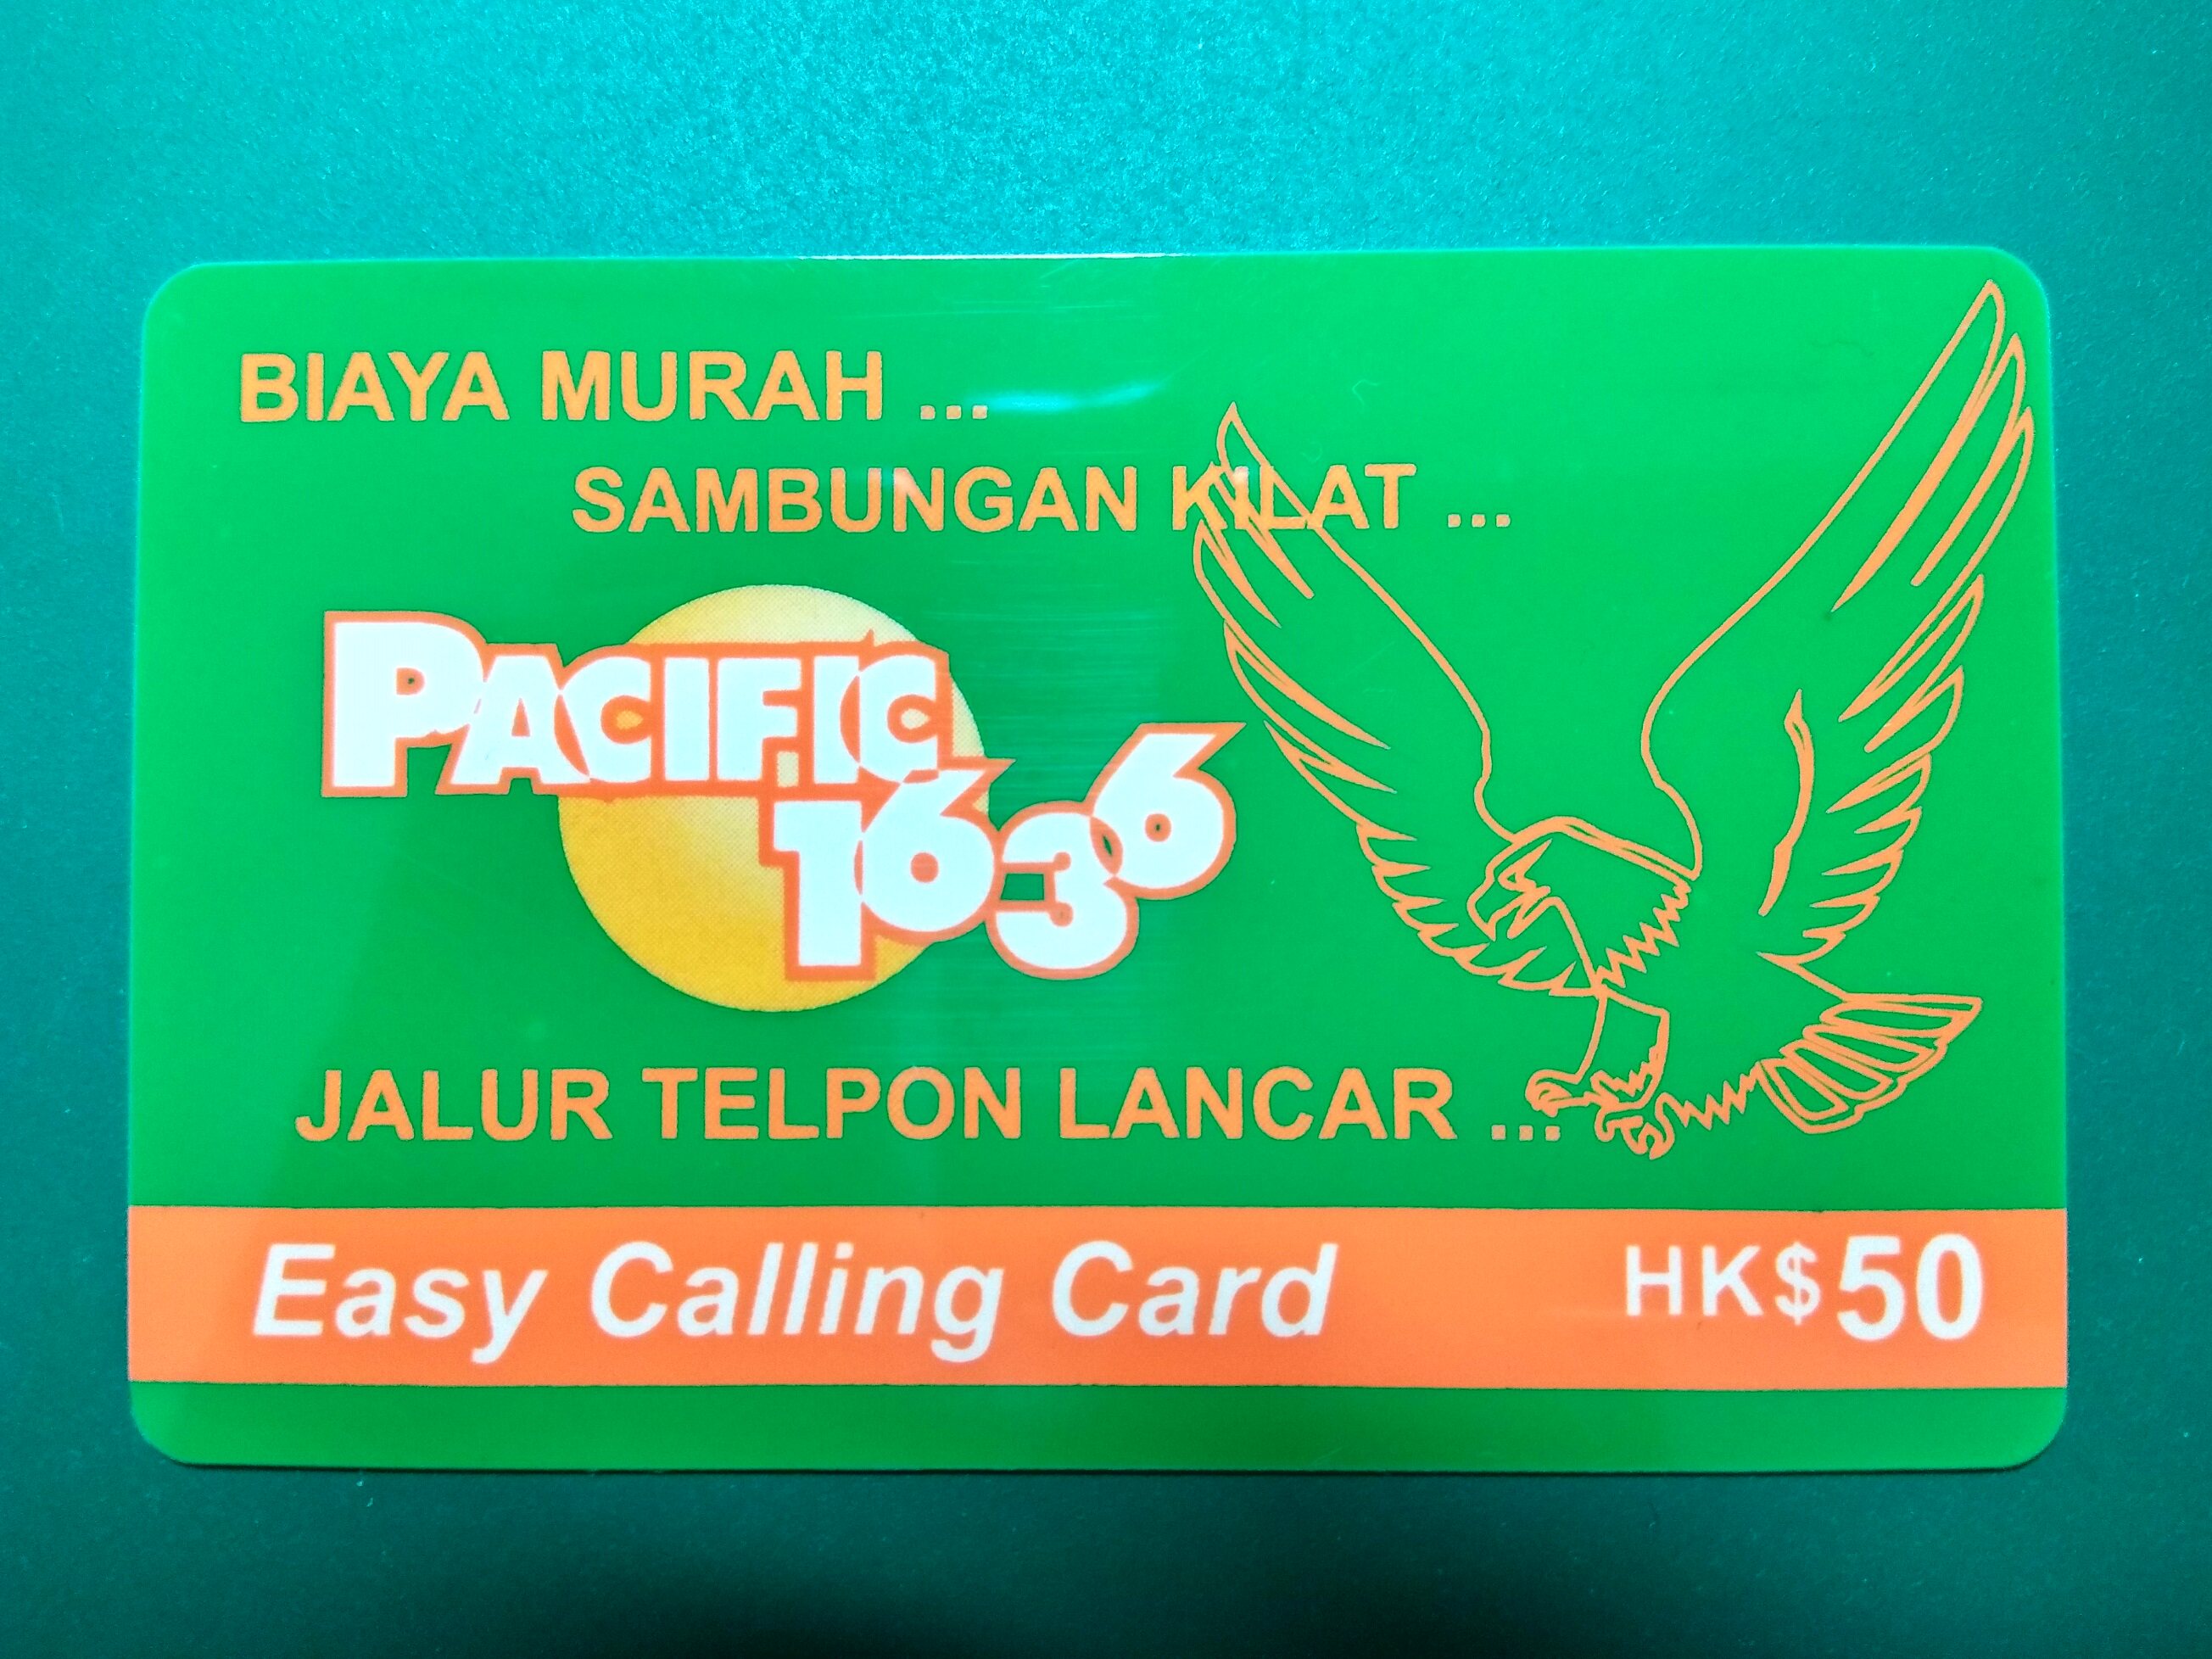 BIAYA MURAH ...
SAMBUNGAN KILAT ...
PACIFIC
1636
JALUR TELPON LANCAR ...
Easy Calling Card
HK$50